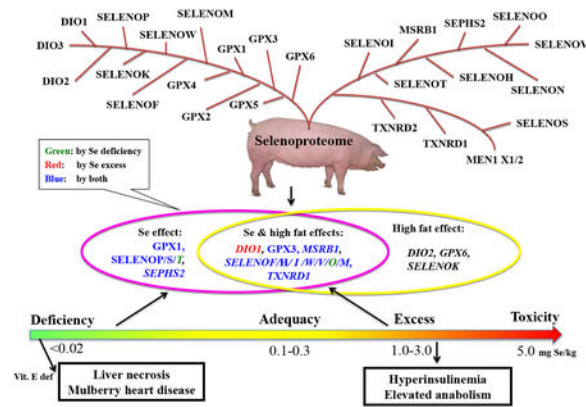 DIO1
SELENOP
SELENOM
DIO3
SELENOW
GPX3
GPX1
GPX6
DIO2
SELENOK
GPX4
SELENOF
GPX5
GPX2
SEPHS2
SELENOO
MSRB1
SELENOV
SELENOI
SELENOT
SELENOH
SELENON
TXNRD2
TXNRD1
SELENOS
MEN1 X1/2
Selenoproteome
Green: by Se deficiency
Red: by Se excess
Blue: by both
Se effect:
GPX1,
SELENOP/S/T,
SEPHS2
Se & high fat effects:
DIO1, GPX3, MSRB1,
/ I /W/V/O/M,
TXNRD1
High fat effect:
DIO2, GPX6,
SELENOK
Deficiency
Adequacy
Excess
Toxicity
<0.02
0.1-0.3
1.0-3.0
5.0 mg Se/kg
Vit. E def
Liver necrosis
Mulberry heart disease
Hyperinsulinemia
Elevated anabolism